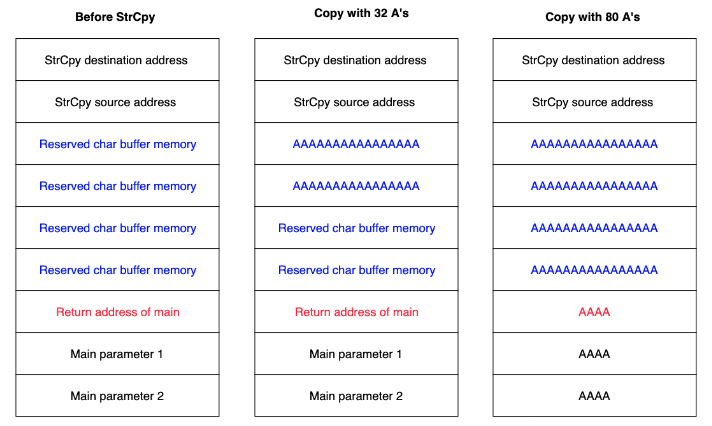 Before StrCpy
StrCpy destination address
StrCpy source address
Reserved char buffer memory
Reserved char buffer memory
Reserved char buffer memory
Reserved char buffer memory
Return address of main
Main parameter 1
Main parameter 2
Copy with 32 A's
StrCpy destination address
StrCpy source address
AAAAAAAAAAAAAAAA
AAAAAAAAAAAAAAAA
Reserved char buffer memory
Reserved char buffer memory
Return address of main
Main parameter 1
Main parameter 2
Copy with 80 A's
StrCpy destination address
StrCpy source address
AAAAAAAAAAAAAAAA
AAAAAAAAAAAAAAAA
AAAAAAAAAAAAAAAA
AAAAAAAAAAAAAAAA
AAAA
AAAA
AAAA